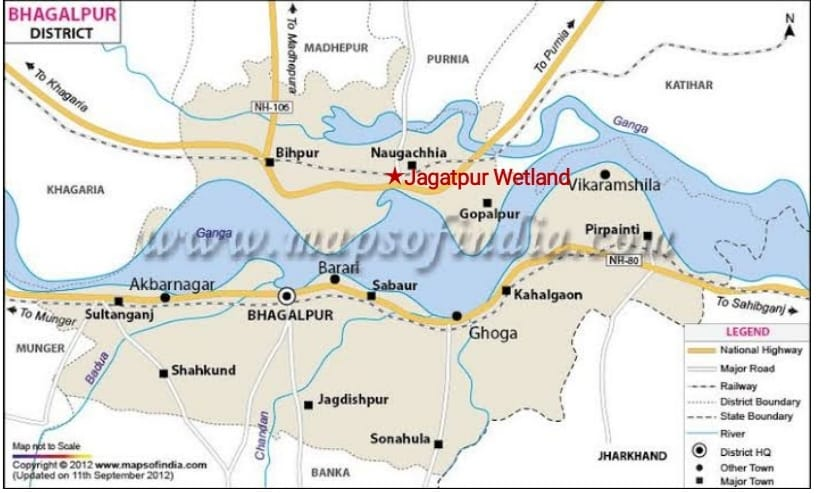 BHAGALPUR
DISTRICT
To Madhepura
MADHEPUR
PURNIA
To Purnia
N
KATIHAR
To Khagaria
NH-106
Ganga
Bihpur
Naugachhia
Jagatpur Wetland
Vikaramshila
KHAGARIA
Gopalpur
Ganga
Pirpainti
www.mapsofindia.com
NH-80
Barari
Akbarnagar
Sabaur
Kahalgaon
To Munger
Sultanganj
BHAGALPUR
Ghoga
To Sahibganj
MUNGER
Badua
Shahkund
Jagdishpur
Chandan
Sonahula
JHARKHAND
BANKA
LEGEND
National Highway
Major Road
Railway
District Boundary
State Boundary
River
District HQ
Other Town
Major Town
Map not to Scale
Copyright © 2012 www.mapsofindia.com
(Updated on 11th September 2012)